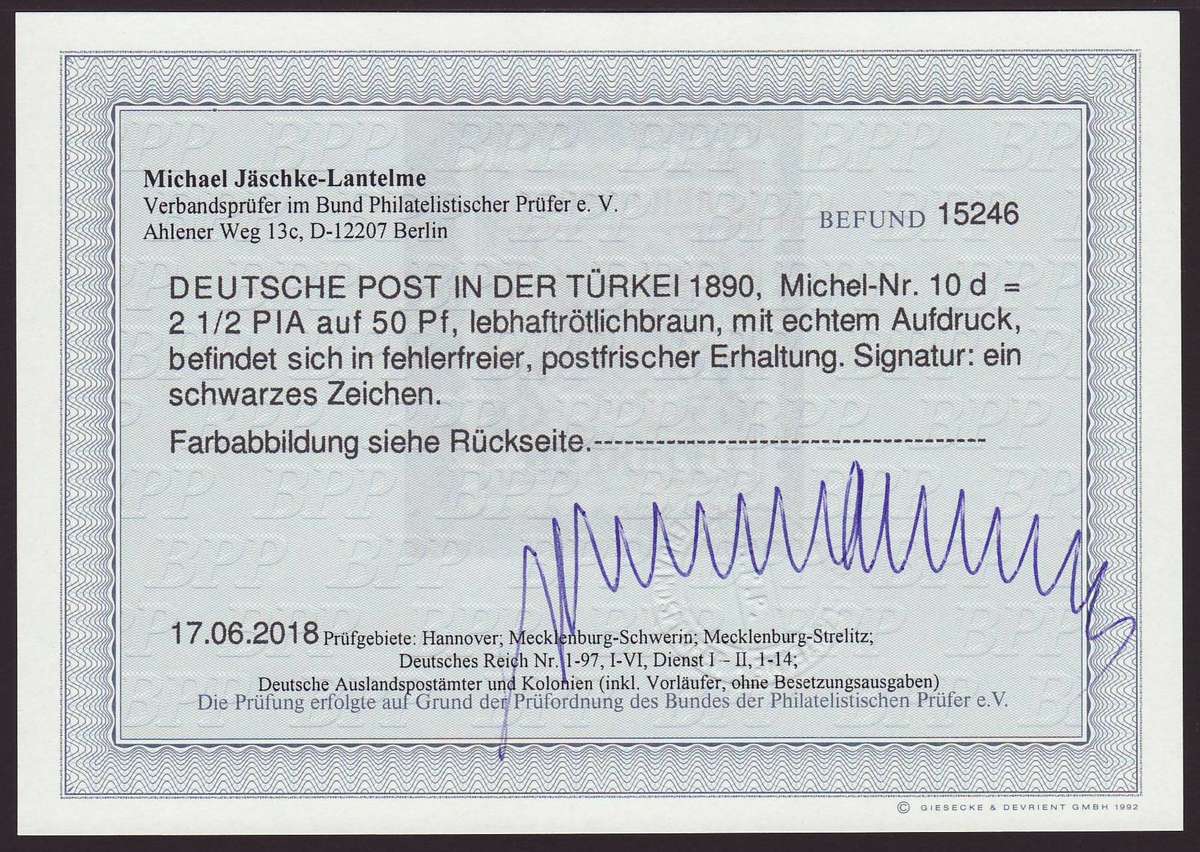 Michael Jäschke-Lantelme
Verbandsprüfer im Bund Philatelistischer Prüfer e. V.
Ahlener Weg 13c, D-12207 Berlin
BEFUND 15246
DEUTSCHE POST IN DER TÜRKEI 1890, Michel-Nr. 10 d =
2 1/2 PIA auf 50 Pf, lebhaftrötlichbraun, mit echtem Aufdruck,
befindet sich in fehlerfreier, postfrischer Erhaltung. Signatur: ein
schwarzes Zeichen.
Farbabbildung siehe Rückseite.--------------------------------------
17.06.2018 Prüfgebiete: Hannover; Mecklenburg-Schwerin; Mecklenburg-Strelitz;
Deutsches Reich Nr. 1-97, I-VI, Dienst I – II, 1-14;
Deutsche Auslandspostämter und Kolonien (inkl. Vorläufer, ohne Besetzungsausgaben)
Die Prüfung erfolgte auf Grund der Prüfordnung des Bundes der Philatelistischen Prüfer e.V.
© GIESECKE & DEVRIENT GMBH 1992